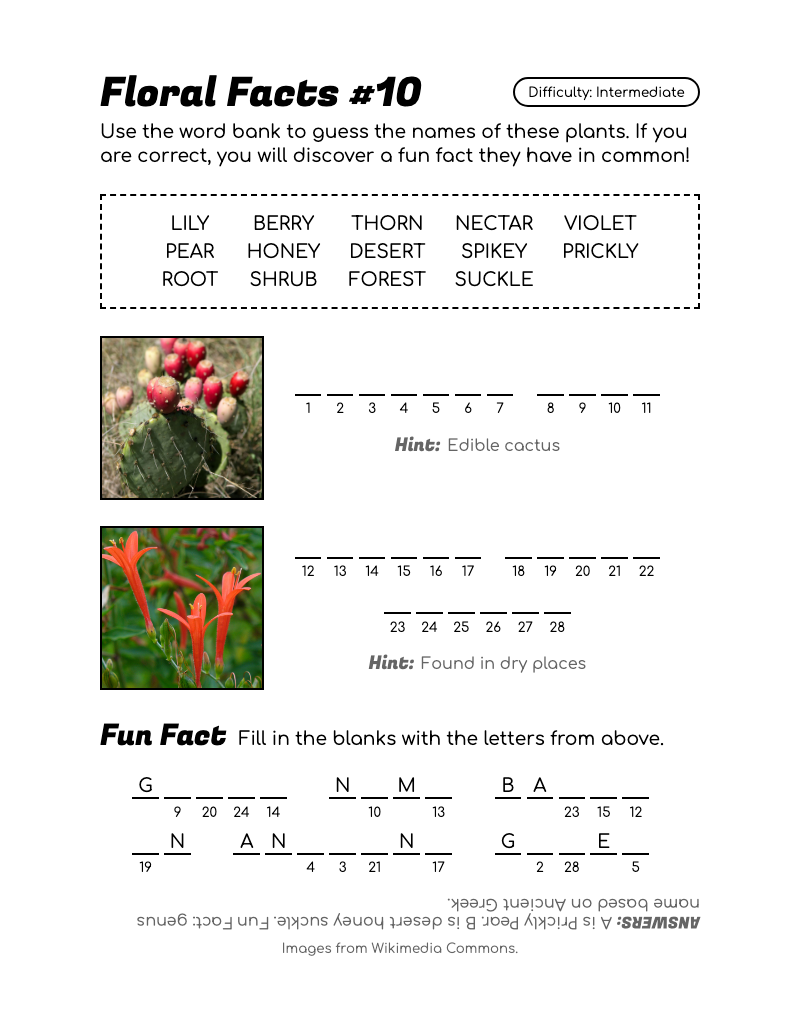 Floral Facts #10
Difficulty: Intermediate
Use the word bank to guess the names of these plants. If you
are correct, you will discover a fun fact they have in common!
LILY BERRY THORN NECTAR VIOLET
PEAR HONEY DESERT SPIKEY PRICKLY
ROOT SHRUB FOREST SUCKLE
1 2 3 4 5 6 7 8 9 10 11
Hint: Edible cactus
12 13 14 15 16 17 18 19 20 21 22
23 24 25 26 27 28
Hint: Found in dry places
Fun Fact Fill in the blanks with the letters from above.
G N M B A
9 20 24 14 10 13 23 15 12
N A N N G E
19 4 3 21 17 2 28 5
ANSWERS: A is Prickly Pear. B is desert honey suckle. Fun Fact: genus
name based on Ancient Greek.
Images from Wikimedia Commons.